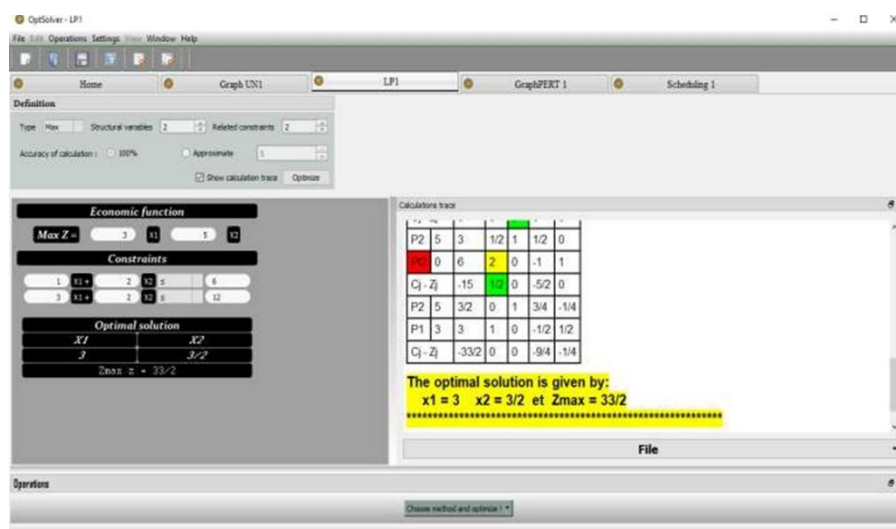 OptSolver - LP1
File Edit Operations Settings View Window Help
Home Graph UN1 LP1 GraphPERT 1 Scheduling 1
Definition
Type Max Structural variables 2 Related constraints 2
Accuracy of calculation : 100% Approximate 5
Show calculation trace Optimize
Economic function
Max Z = 3 X1 5 X2
Constraints
1 X1 + 2 X2 ≤ 6
3 X1 + 2 X2 ≤ 12
Optimal solution
X1 X2
3 3/2
Zmax z = 33/2
Calculations trace
P2 5 3 1/2 1 1/2 0
0 6 2 0 -1 1
Cj - Zj -15 1/2 0 -5/2 0
P2 5 3/2 0 1 3/4 -1/4
P1 3 3 1 0 -1/2 1/2
Cj - Zj -33/2 0 0 -9/4 -1/4
The optimal solution is given by:
x1 = 3 x2 = 3/2 et Zmax = 33/2
File
Operations
Choose method and optimize !